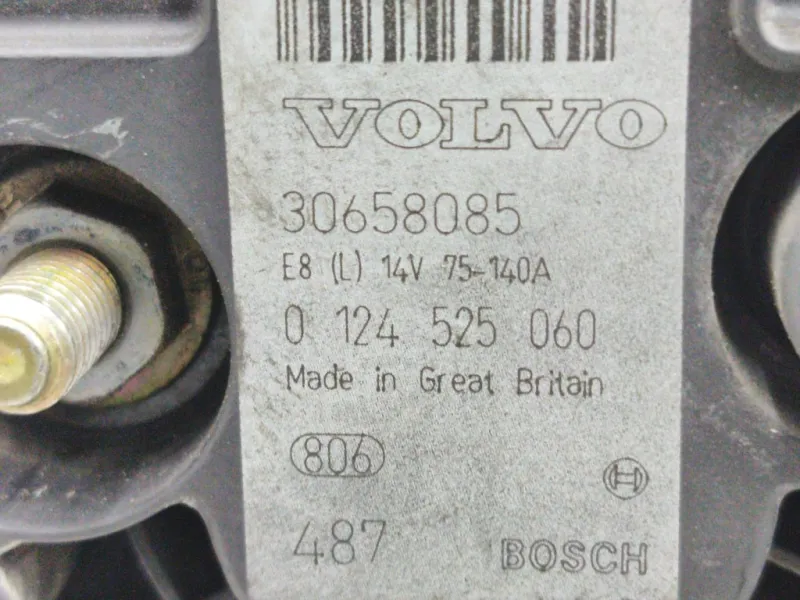 VOLVO
30658085
E8 (L) 14V 75-140A
0 124 525 060
Made in Great Britain
806
487
BOSCH